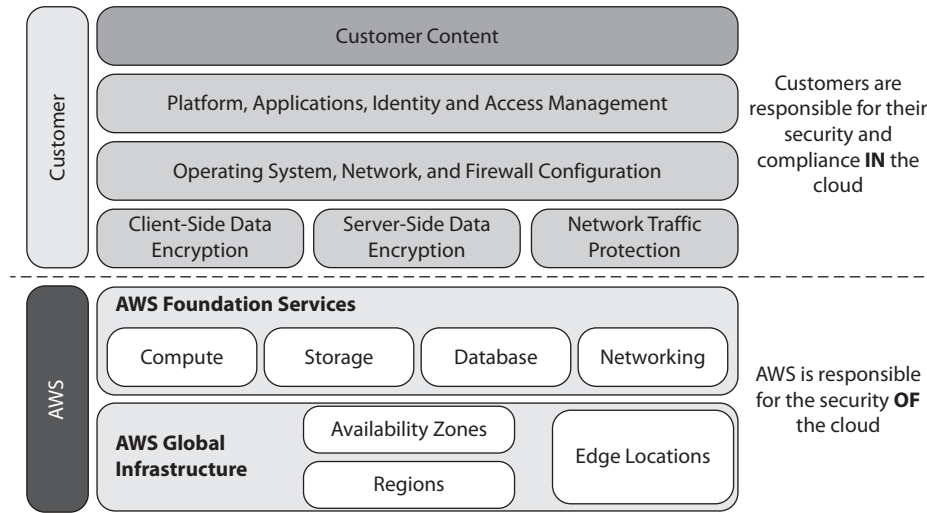 Customer
Customer Content
Platform, Applications, Identity and Access Management
Operating System, Network, and Firewall Configuration
Client-Side Data
Encryption
Server-Side Data
Encryption
Network Traffic
Protection
Customers are
responsible for their
security and
compliance IN the
cloud
AWS
AWS Foundation Services
Compute
Storage
Database
Networking
AWS Global
Infrastructure
Availability Zones
Regions
Edge Locations
AWS is responsible
for the security OF
the cloud